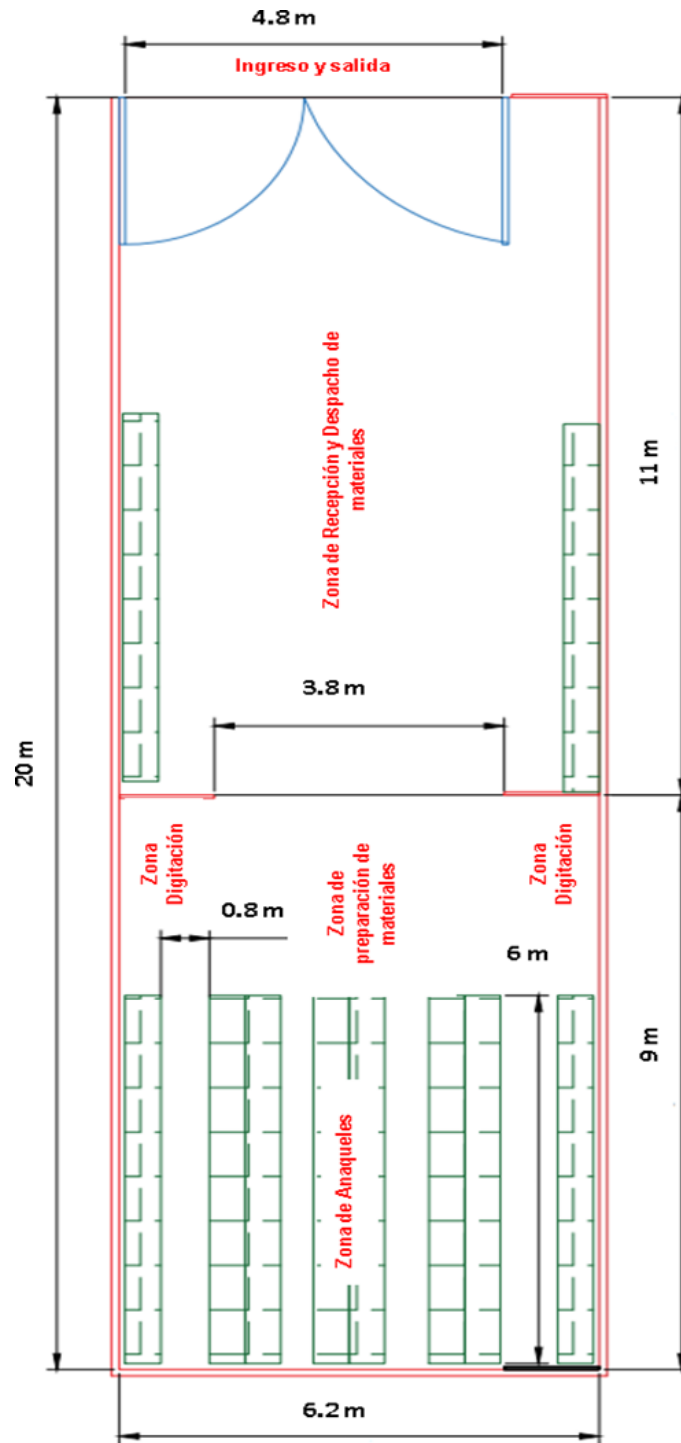 4.8 m
Ingreso y salida
Zona de Recepción y Despacho de
materiales
11 m
3.8 m
20 m
Zona
Digitación
Zona de
preparación de
materiales
Zona
Digitación
0.8 m
6 m
9 m
Zona de Anaqueles
6.2 m